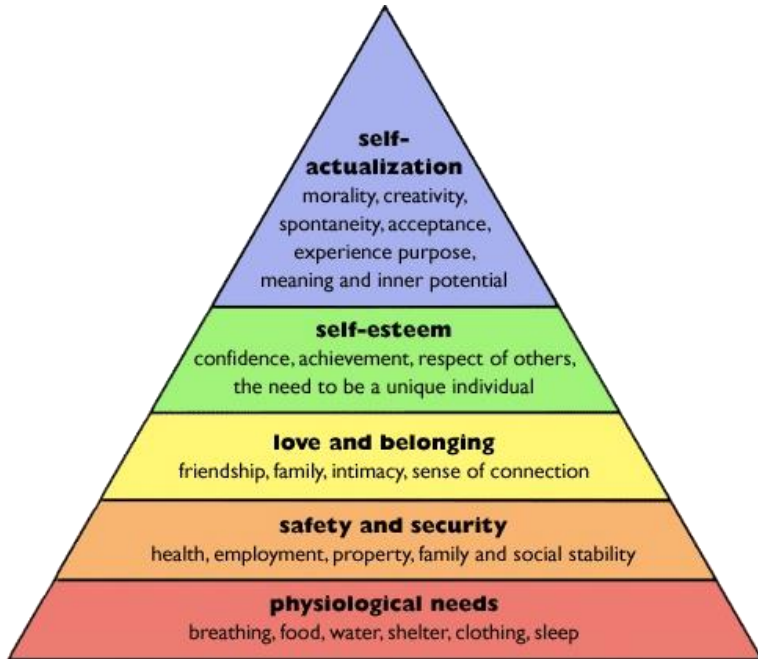 self-
actualization
morality, creativity,
spontaneity, acceptance,
experience purpose,
meaning and inner potential
self-esteem
confidence, achievement, respect of others,
the need to be a unique individual
love and belonging
friendship, family, intimacy, sense of connection
safety and security
health, employment, property, family and social stability
physiological needs
breathing, food, water, shelter, clothing, sleep